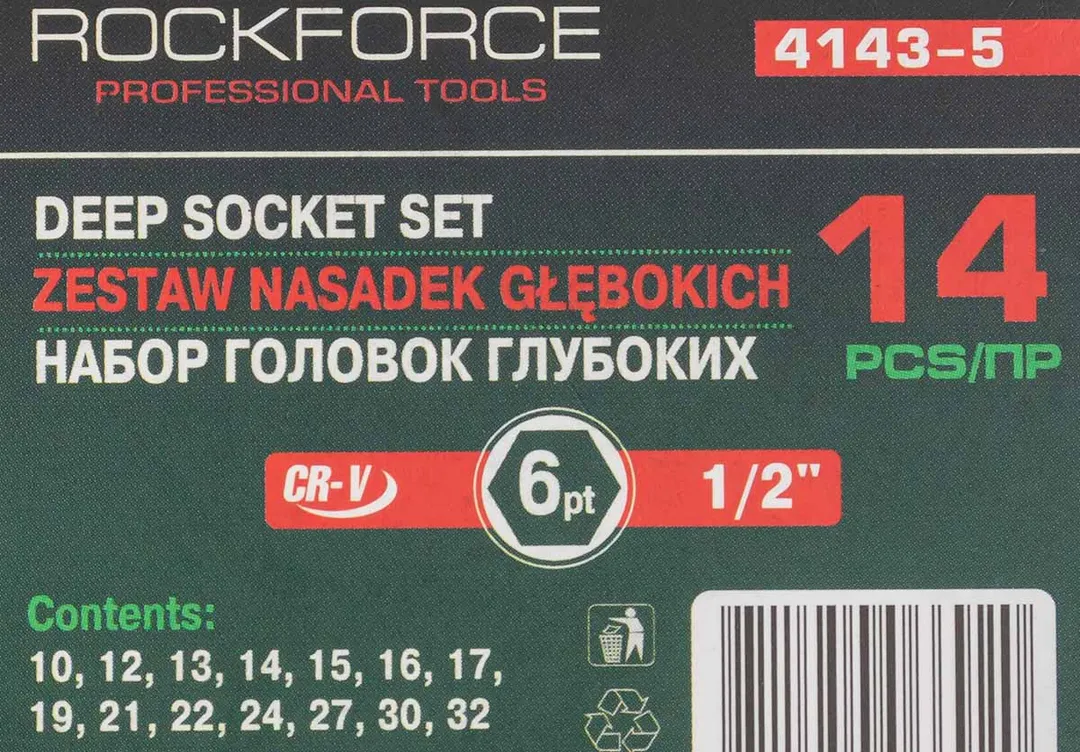 ROCKFORCE
PROFESSIONAL TOOLS
4143-5
DEEP SOCKET SET
ZESTAW NASADEK GŁĘBOKICH
НАБОР ГОЛОВОК ГЛУБОКИХ
14
PCS/ПР
CR-V
6pt
1/2"
Contents:
10, 12, 13, 14, 15, 16, 17,
19, 21, 22, 24, 27, 30, 32